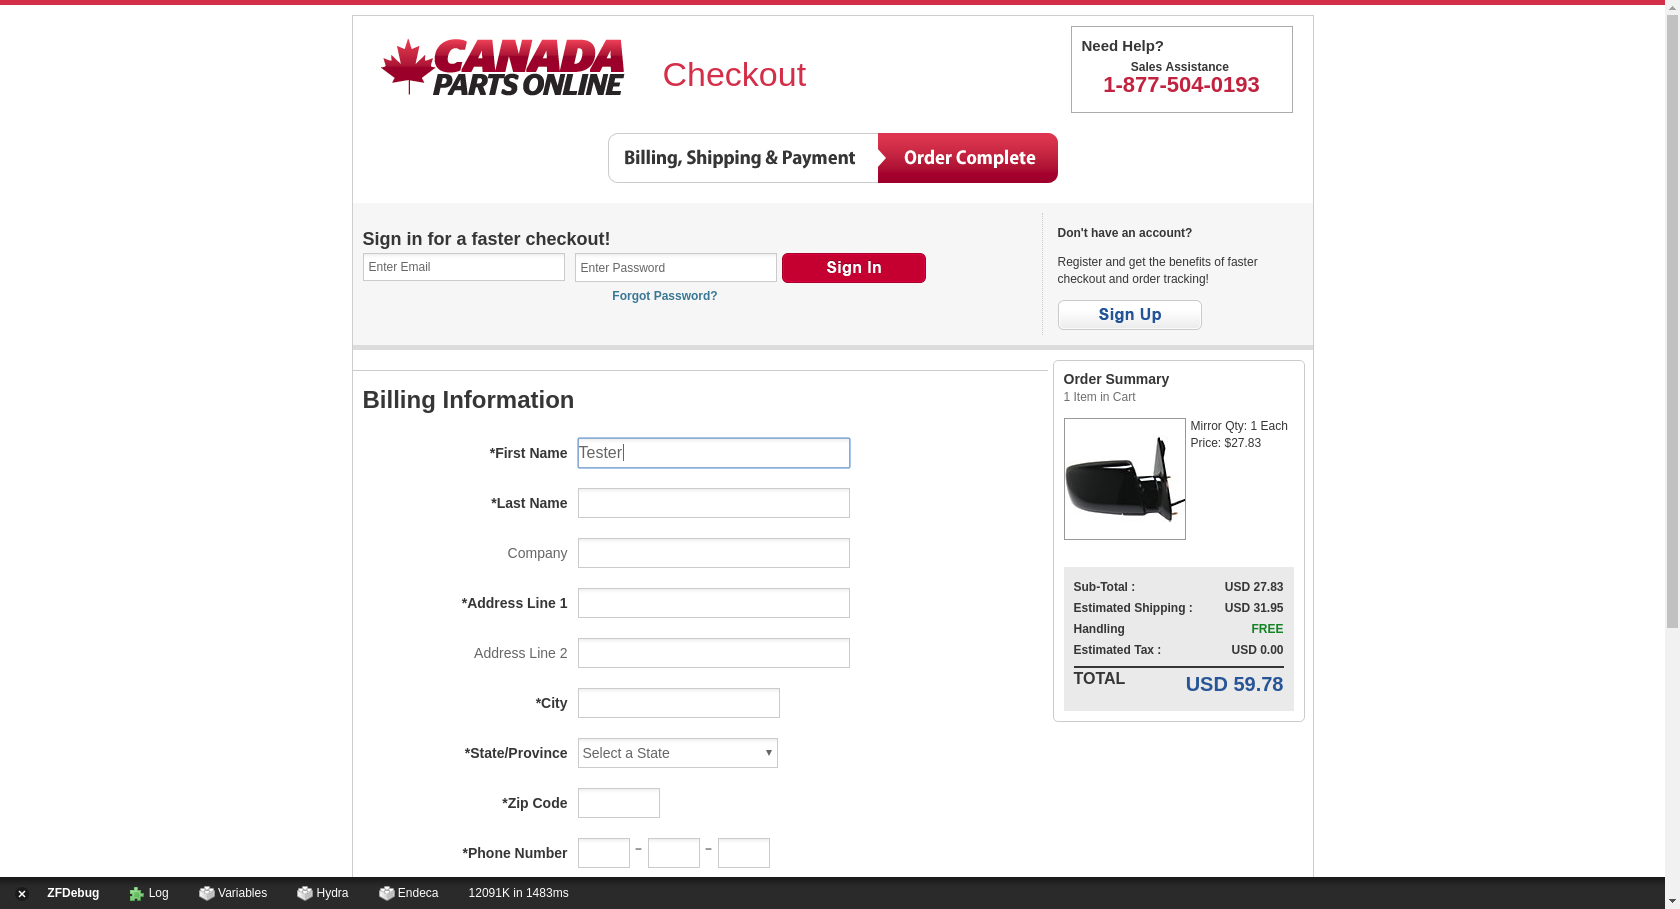 CANADA
PARTS ONLINE
Checkout
Need Help?
Sales Assistance
1-877-504-0193
Billing, Shipping & Payment
Order Complete
Sign in for a faster checkout!
Enter Email
Enter Password
Sign In
Forgot Password?
Don't have an account?
Register and get the benefits of faster
checkout and order tracking!
Sign Up
Billing Information
*First Name
Tester
*Last Name
Company
*Address Line 1
Address Line 2
*City
*State/Province
Select a State
*Zip Code
*Phone Number
–
–
Order Summary
1 Item in Cart
Mirror Qty: 1 Each
Price: $27.83
Sub-Total : USD 27.83
Estimated Shipping : USD 31.95
Handling FREE
Estimated Tax : USD 0.00
TOTAL USD 59.78
ZFDebug Log Variables Hydra Endeca 12091K in 1483ms